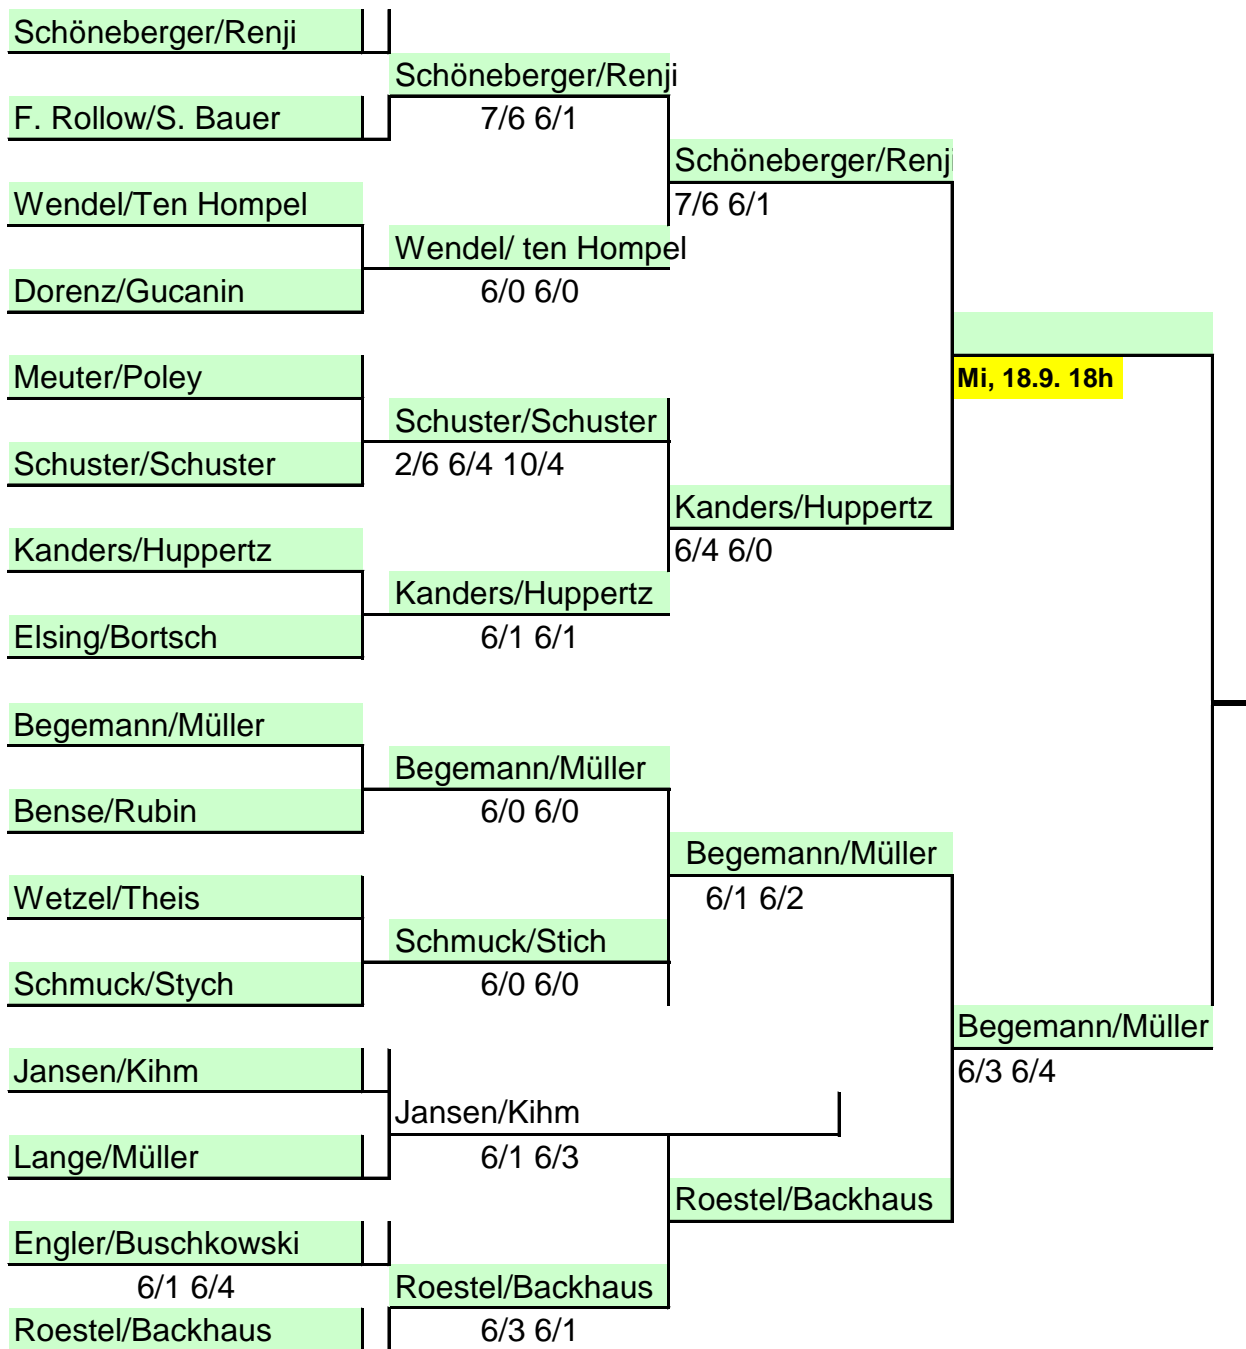 Schöneberger/Renji
Schöneberger/Renji
F. Rollow/S. Bauer
7/6 6/1
Schöneberger/Renji
Wendel/Ten Hompel
7/6 6/1
Wendel/ ten Hompel
Dorenz/Gucanin
6/0 6/0
Meuter/Poley
Mi, 18.9. 18h
Schuster/Schuster
Schuster/Schuster
2/6 6/4 10/4
Kanders/Huppertz
Kanders/Huppertz
6/4 6/0
Kanders/Huppertz
Elsing/Bortsch
6/1 6/1
Begemann/Müller
Begemann/Müller
Bense/Rubin
6/0 6/0
Begemann/Müller
Wetzel/Theis
6/1 6/2
Schmuck/Stich
Schmuck/Stych
6/0 6/0
Begemann/Müller
Jansen/Kihm
6/3 6/4
Jansen/Kihm
Lange/Müller
6/1 6/3
Roestel/Backhaus
Engler/Buschkowski
6/1 6/4
Roestel/Backhaus
Roestel/Backhaus
6/3 6/1